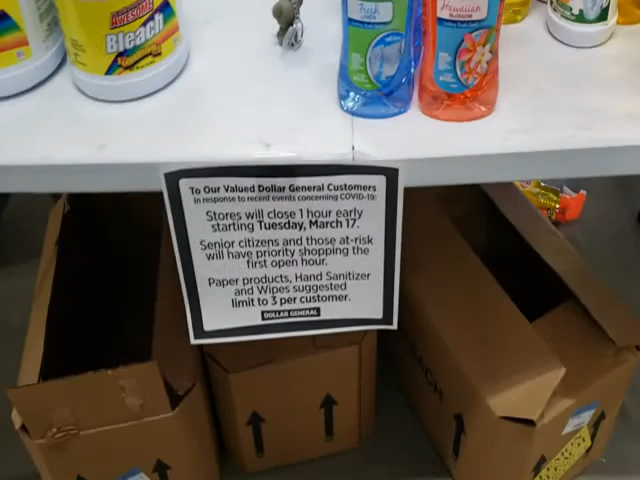 LA's TOTALLY
AWESOME
Bleach
Fresh
LINEN
Hawaiian
BLOSSOM
To Our Valued Dollar General Customers
In response to recent events concerning COVID-19:
Stores will close 1 hour early
starting Tuesday, March 17.
Senior citizens and those at-risk
will have priority shopping the
first open hour.
Paper products, Hand Sanitizer
and Wipes suggested
limit to 3 per customer.
DOLLAR GENERAL